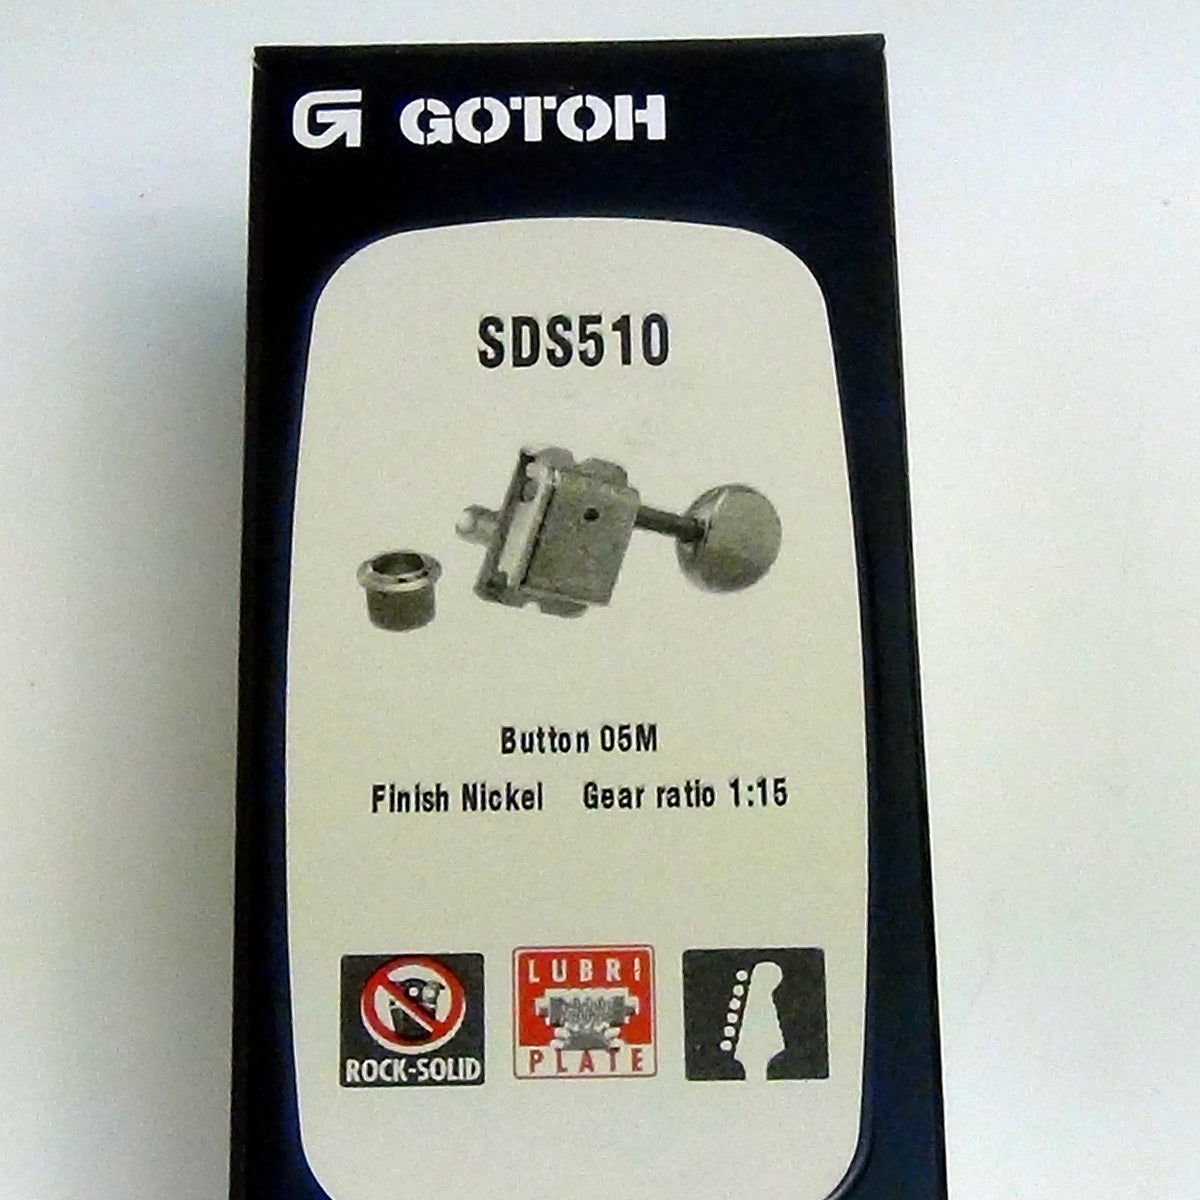 GOTOH
SDS510
Button 05M
Finish Nickel Gear ratio 1:15
ROCK-SOLID
LUBRI
PLATE